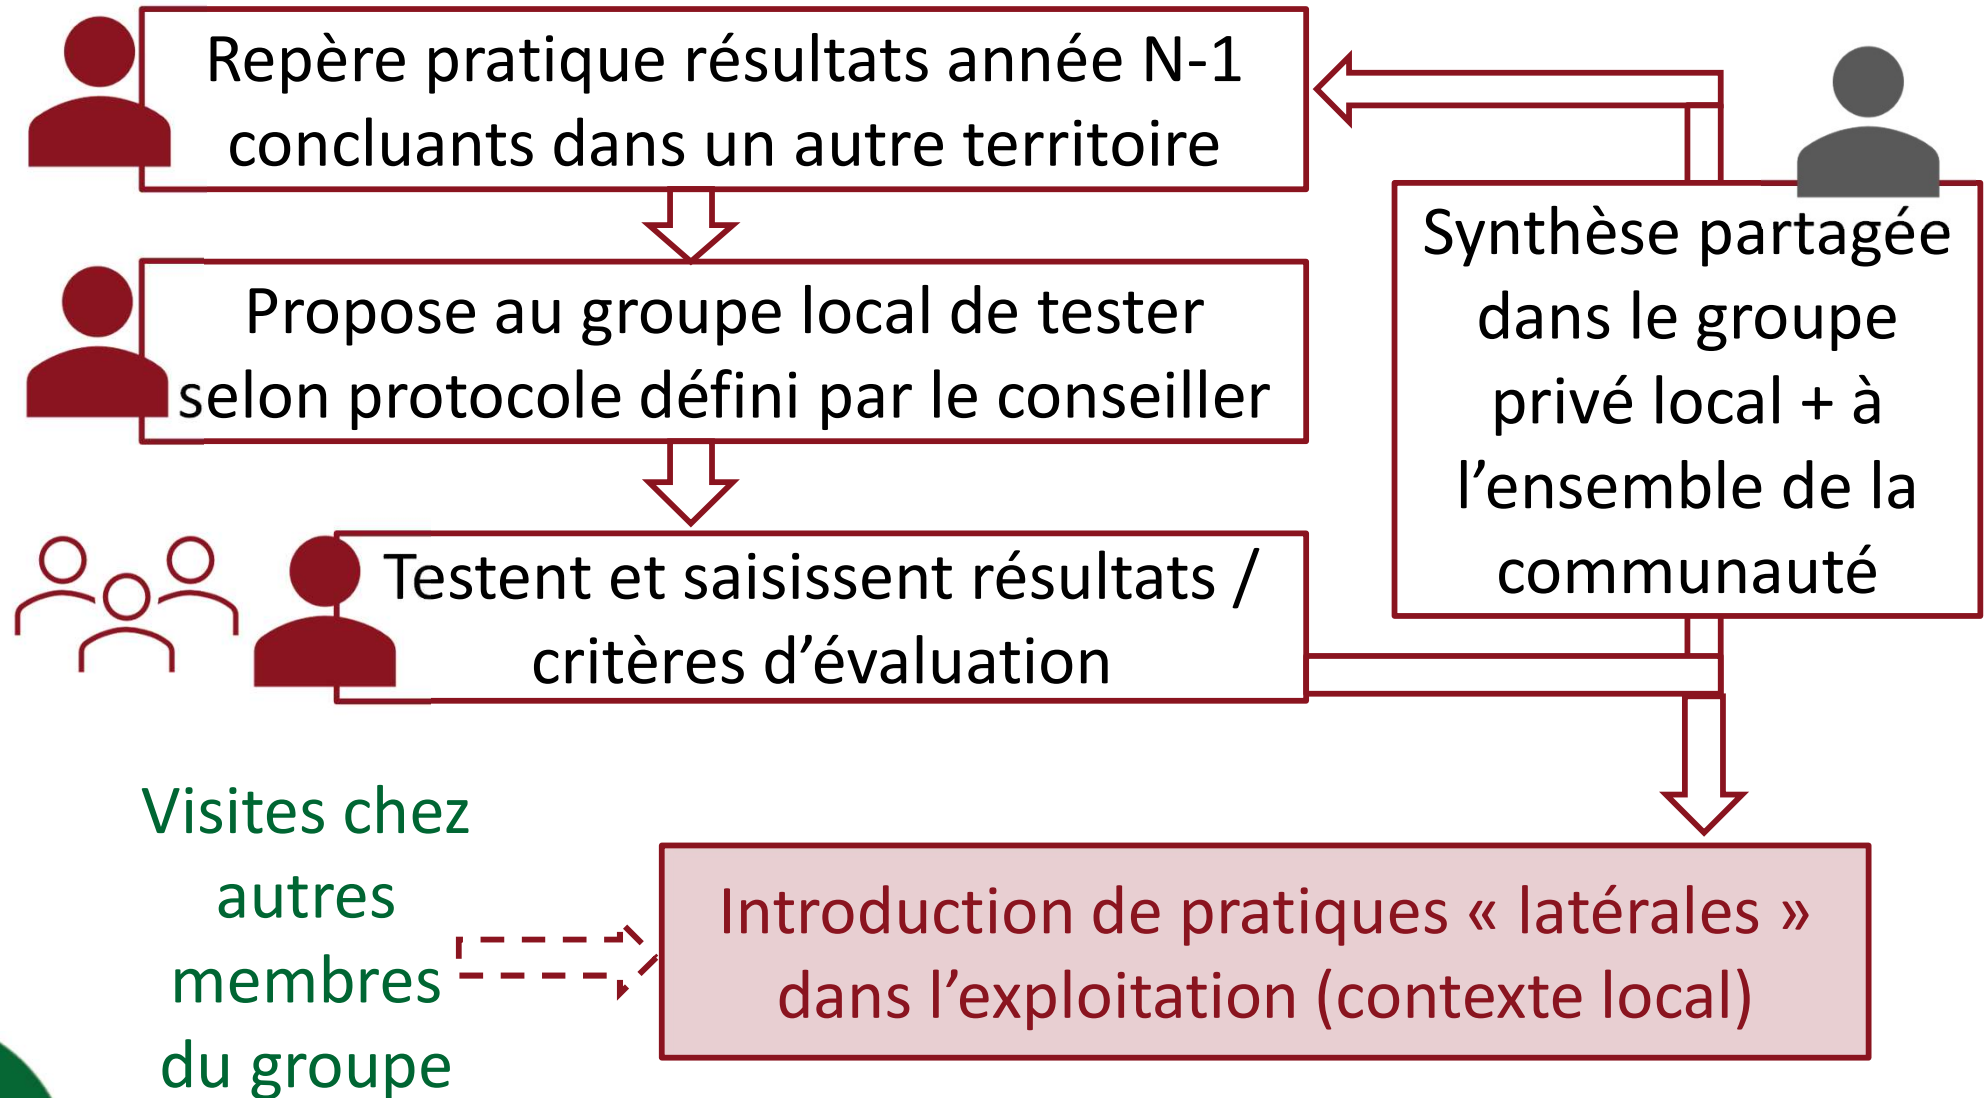 Repère pratique résultats année N-1
concluants dans un autre territoire
Propose au groupe local de tester
selon protocole défini par le conseiller
Testent et saisissent résultats /
critères d’évaluation
Synthèse partagée
dans le groupe
privé local + à
l’ensemble de la
communauté
Visites chez
autres
membres
du groupe
Introduction de pratiques « latérales »
dans l’exploitation (contexte local)